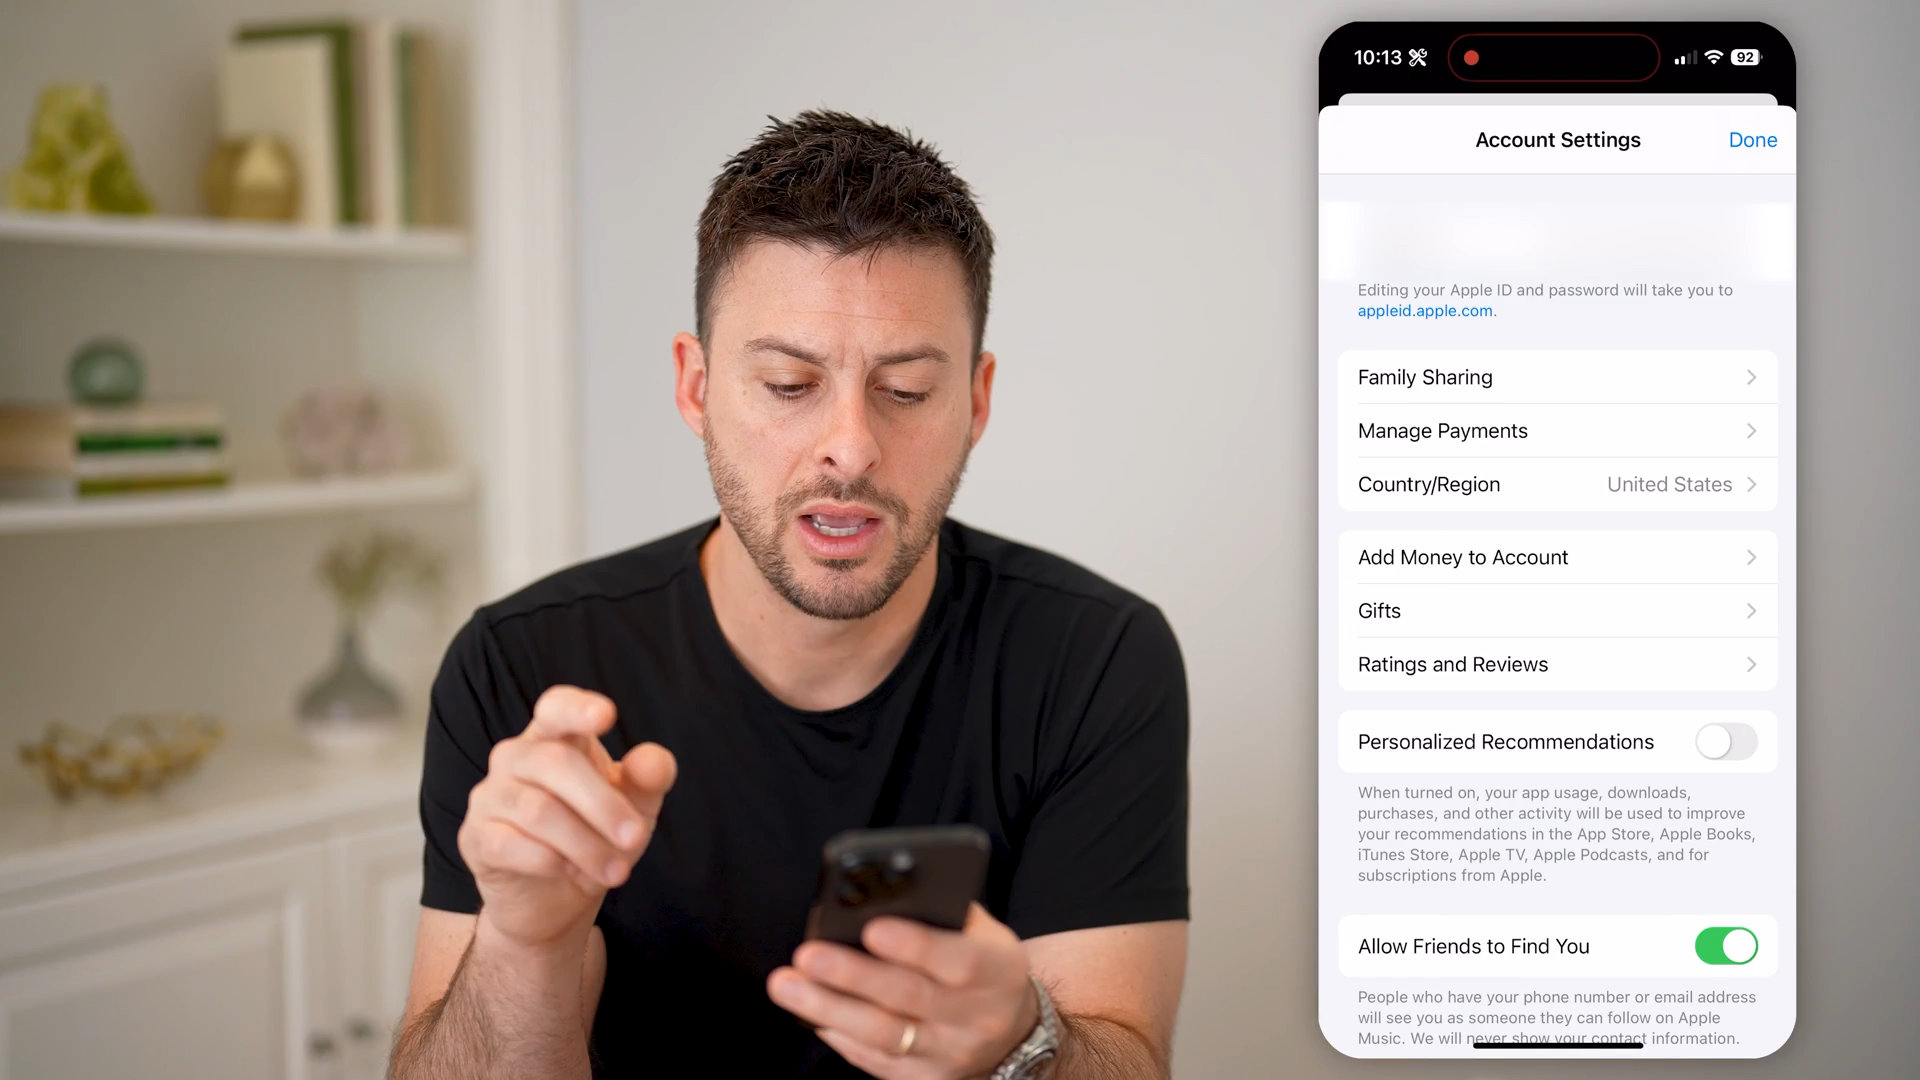 10:13
92
Account Settings
Done
Editing your Apple ID and password will take you to
appleid.apple.com.
Family Sharing
Manage Payments
Country/Region United States
Add Money to Account
Gifts
Ratings and Reviews
Personalized Recommendations
When turned on, your app usage, downloads,
purchases, and other activity will be used to improve
your recommendations in the App Store, Apple Books,
iTunes Store, Apple TV, Apple Podcasts, and for
subscriptions from Apple.
Allow Friends to Find You
People who have your phone number or email address
will see you as someone they can follow on Apple
Music. We will never show your contact information.